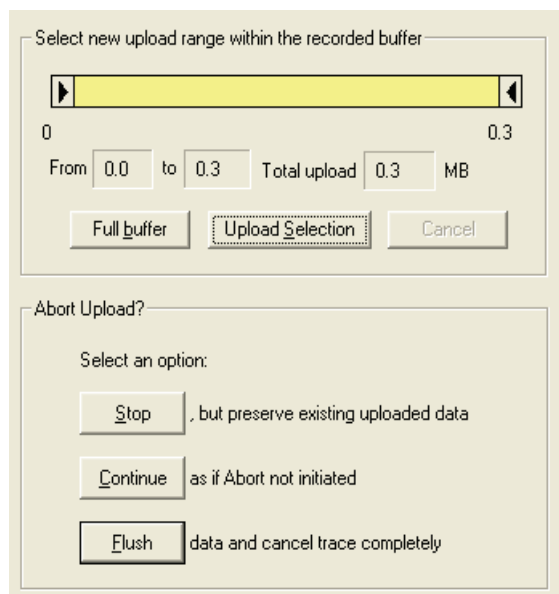 Select new upload range within the recorded buffer
0 0.3
From 0.0 to 0.3 Total upload 0.3 MB
Full buffer Upload Selection Cancel
Abort Upload?
Select an option:
Stop , but preserve existing uploaded data
Continue as if Abort not initiated
Flush data and cancel trace completely